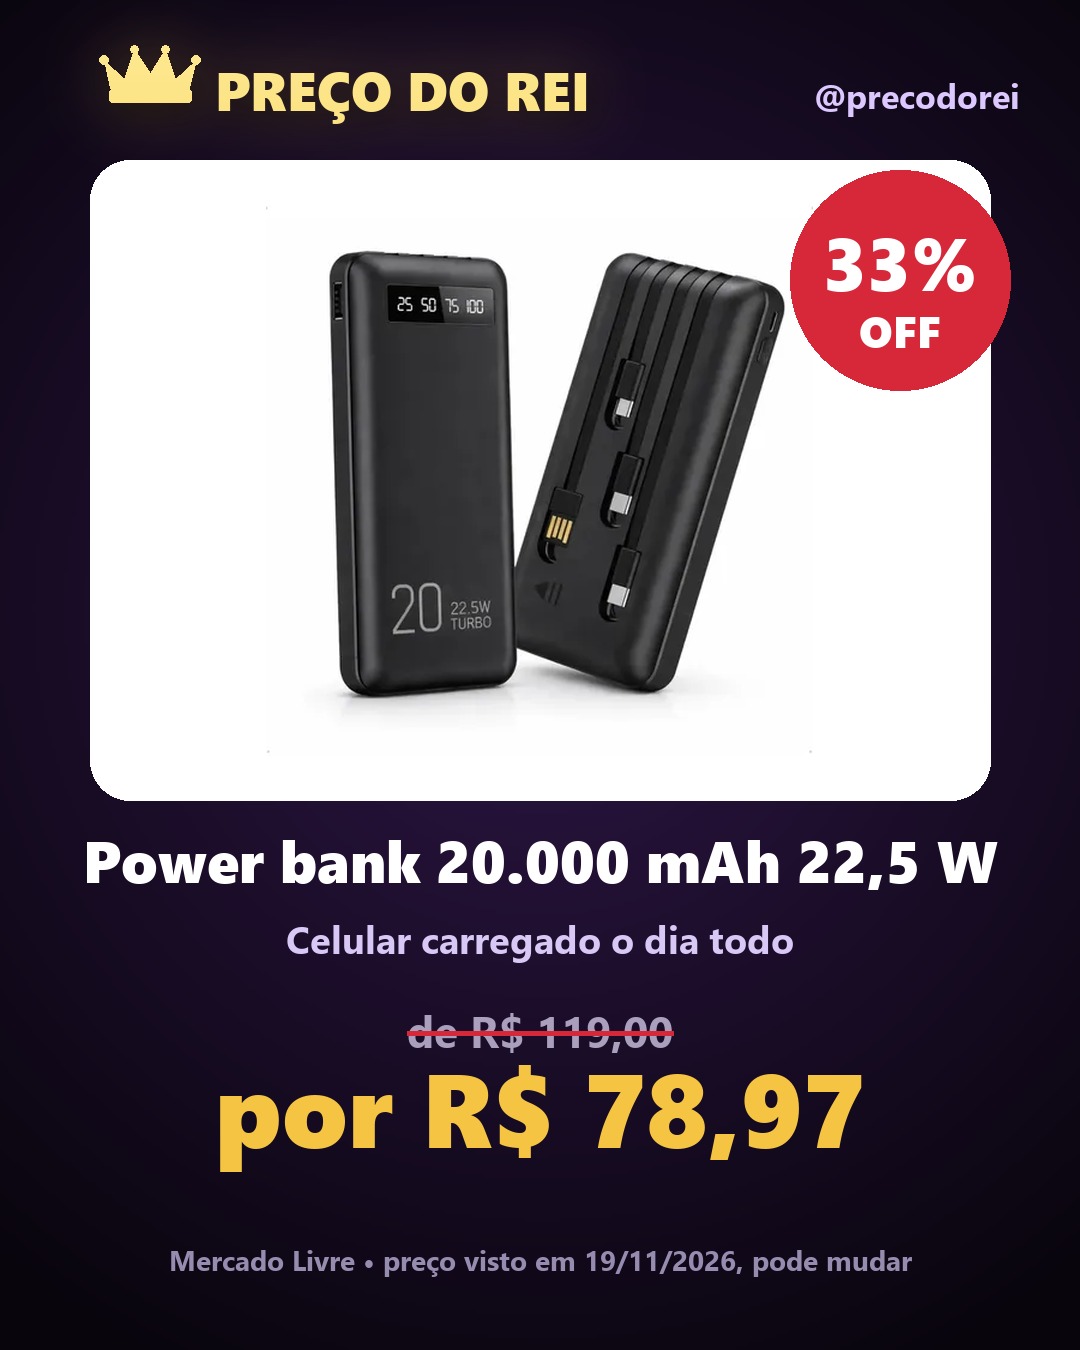 PREÇO DO REI
@precodorei
33%
OFF
25 50 75 100
20 22.5W
TURBO
Power bank 20.000 mAh 22,5 W
Celular carregado o dia todo
de R$ 119,00
por R$ 78,97
Mercado Livre • preço visto em 19/11/2026, pode mudar